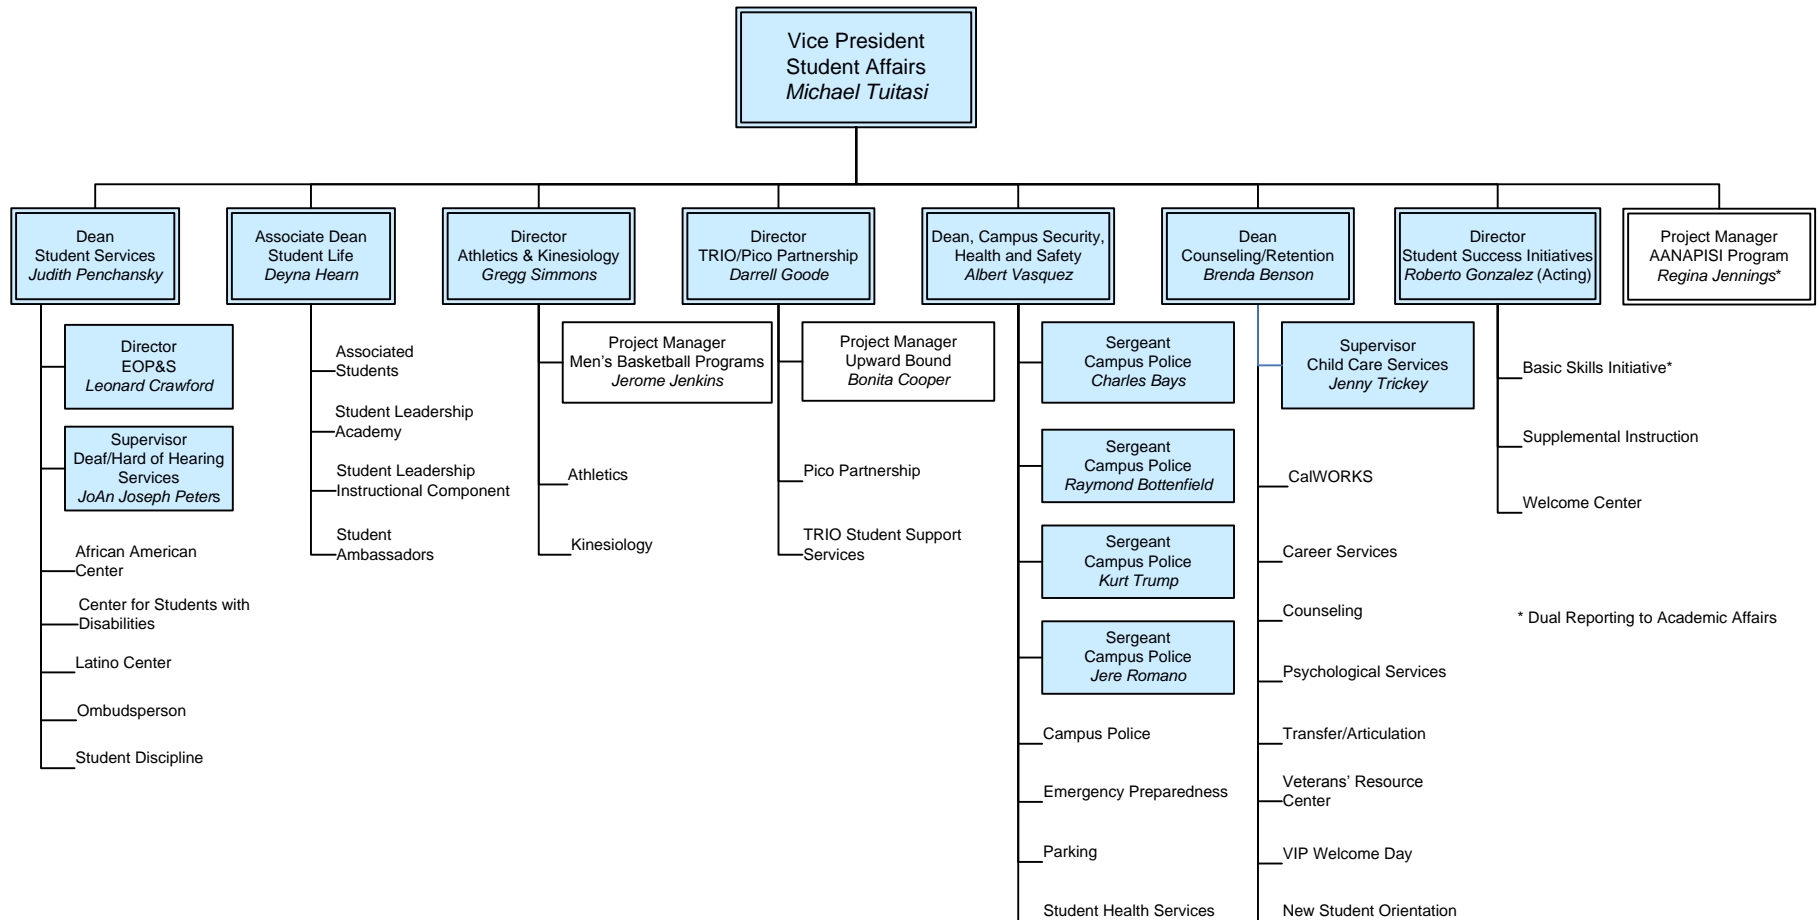 Vice President
Student Affairs
Michael Tuitasi
Dean
Student Services
Judith Penchansky
Associate Dean
Student Life
Deyna Hearn
Director
Athletics & Kinesiology
Gregg Simmons
Director
TRIO/Pico Partnership
Darrell Goode
Dean, Campus Security,
Health and Safety
Albert Vasquez
Dean
Counseling/Retention
Brenda Benson
Director
Student Success Initiatives
Roberto Gonzalez (Acting)
Project Manager
AANAPISI Program
Regina Jennings*
Director
EOP&S
Leonard Crawford
Supervisor
Deaf/Hard of Hearing
Services
JoAn Joseph Peters
African American
Center
Center for Students with
Disabilities
Latino Center
Ombudsperson
Student Discipline
Associated
Students
Student Leadership
Academy
Student Leadership
Instructional Component
Student
Ambassadors
Project Manager
Men’s Basketball Programs
Jerome Jenkins
Athletics
Kinesiology
Project Manager
Upward Bound
Bonita Cooper
Pico Partnership
TRIO Student Support
Services
Sergeant
Campus Police
Charles Bays
Sergeant
Campus Police
Raymond Bottenfield
Sergeant
Campus Police
Kurt Trump
Sergeant
Campus Police
Jere Romano
Campus Police
Emergency Preparedness
Parking
Student Health Services
Supervisor
Child Care Services
Jenny Trickey
CalWORKS
Career Services
Counseling
Psychological Services
Transfer/Articulation
Veterans’ Resource
Center
VIP Welcome Day
New Student Orientation
Basic Skills Initiative*
Supplemental Instruction
Welcome Center
* Dual Reporting to Academic Affairs